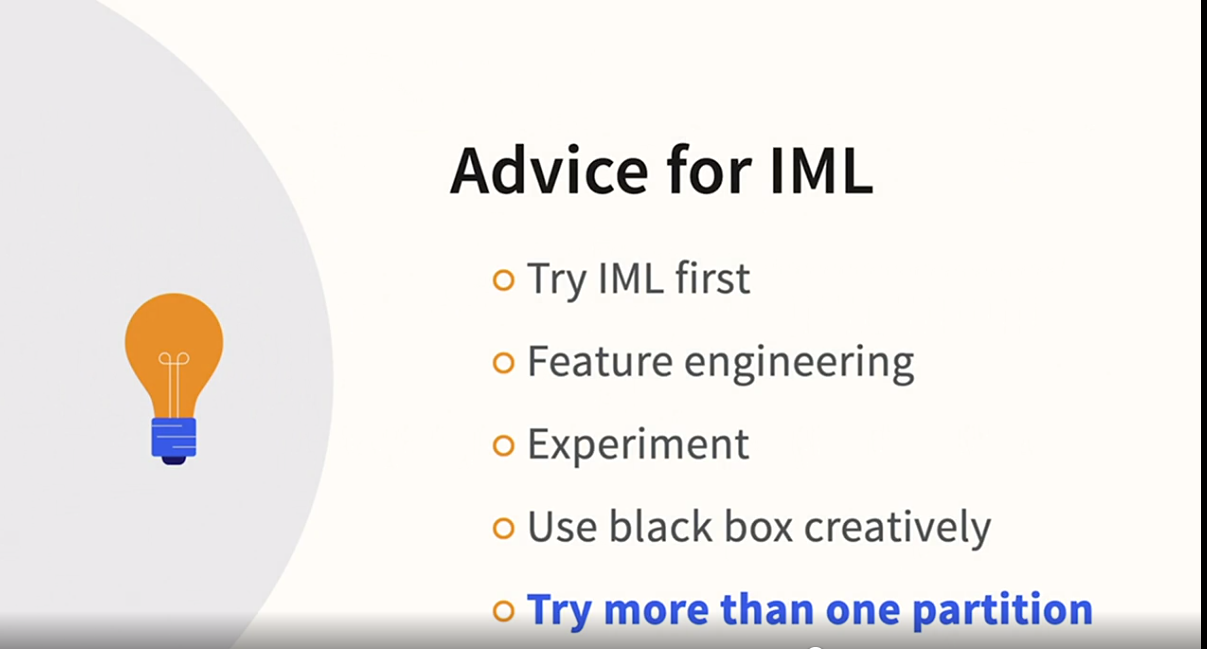 Advice for IML
Try IML first
Feature engineering
Experiment
Use black box creatively
Try more than one partition